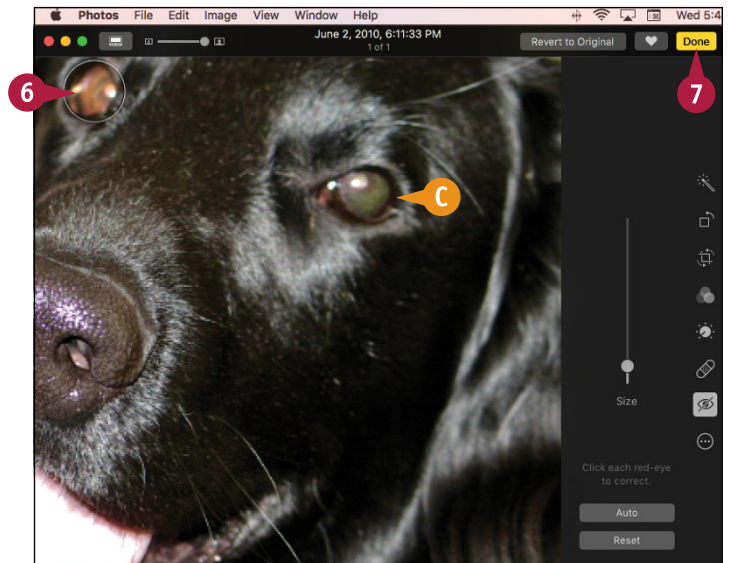 Photos File Edit Image View Window Help Wed 5:4
June 2, 2010, 6:11:33 PM
1 of 1
Revert to Original
Done
6
7
C
Size
Click each red-eye
to correct.
Auto
Reset